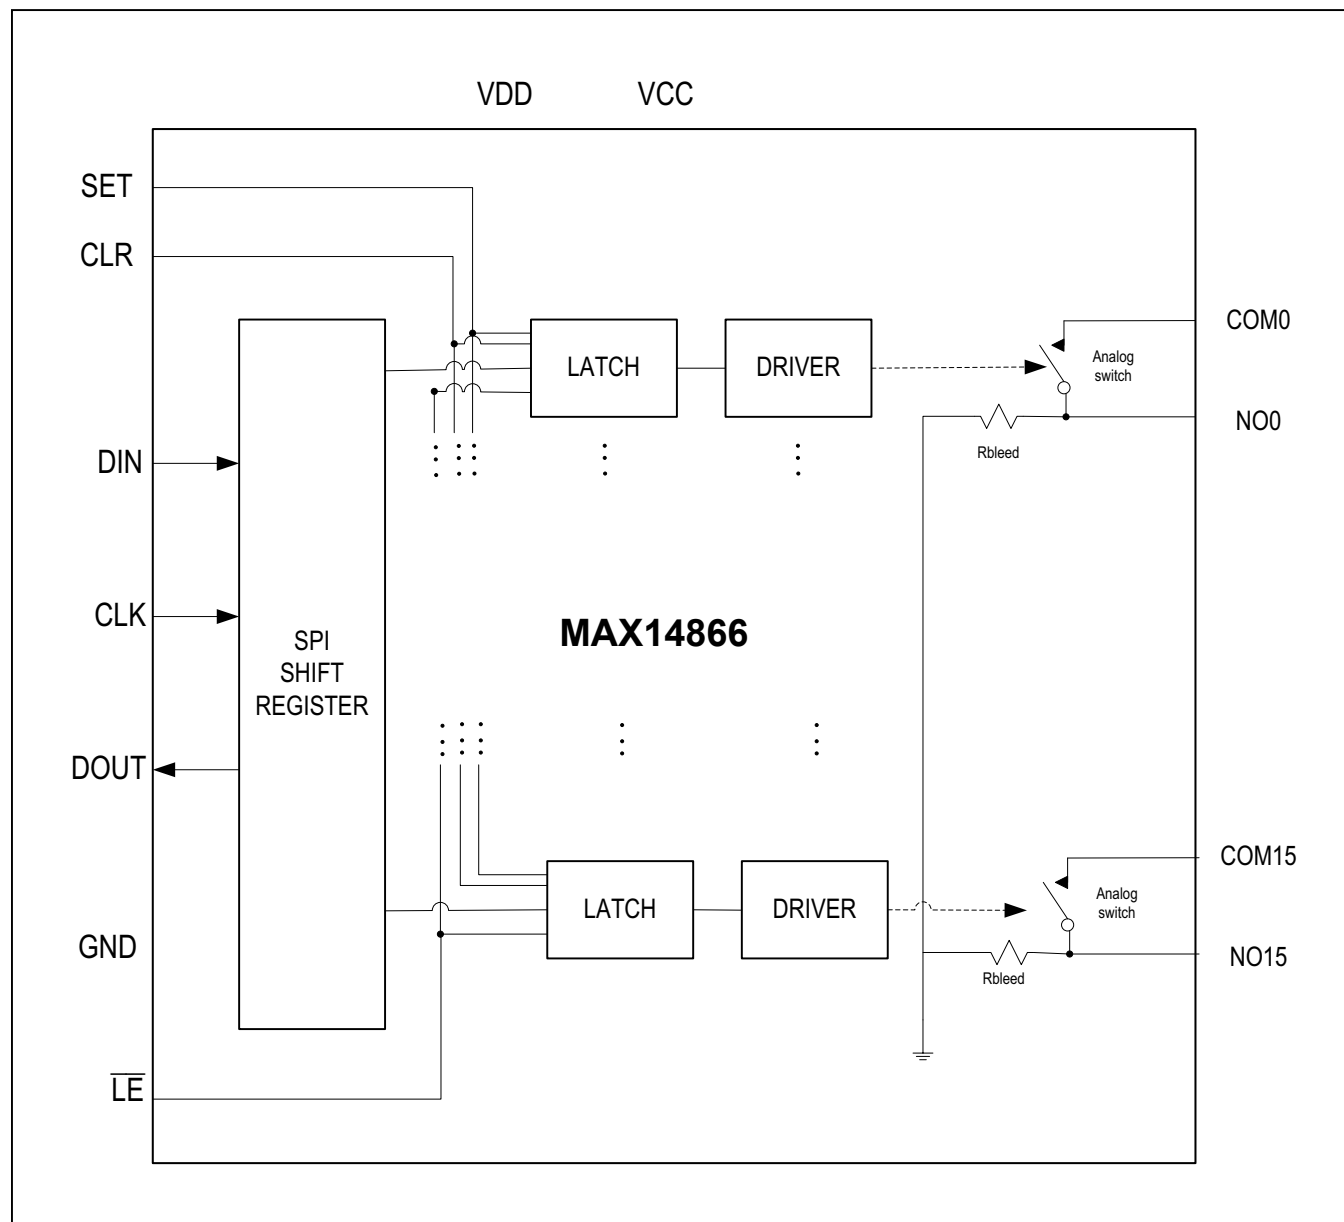 VDD VCC
SET
CLR
COM0
LATCH DRIVER
Analog
switch
NO0
Rbleed
DIN
CLK
MAX14866
SPI
SHIFT
REGISTER
DOUT
COM15
LATCH DRIVER
Analog
switch
GND
NO15
Rbleed
LE